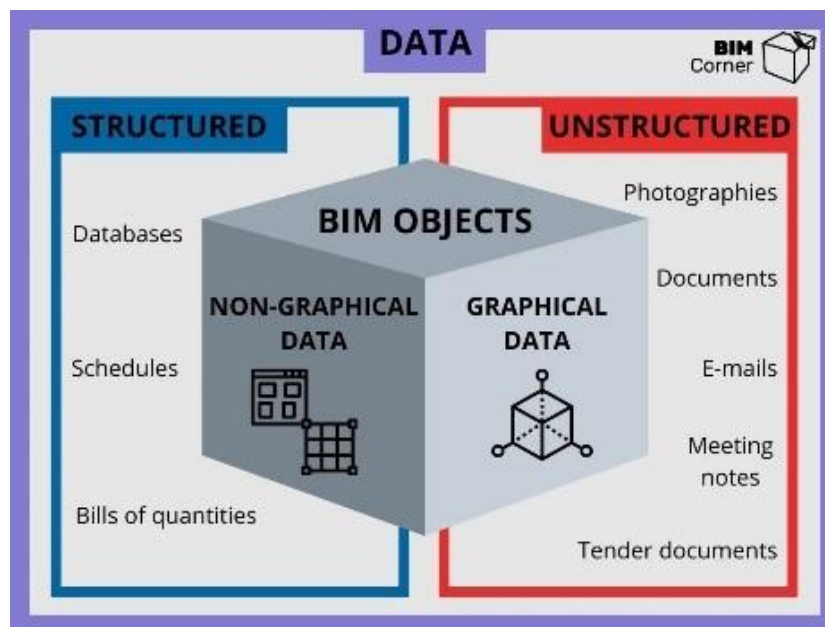 DATA
BIM
Corner
STRUCTURED
UNSTRUCTURED
Databases
Schedules
Bills of quantities
BIM OBJECTS
NON-GRAPHICAL
DATA
GRAPHICAL
DATA
Photographies
Documents
E-mails
Meeting
notes
Tender documents